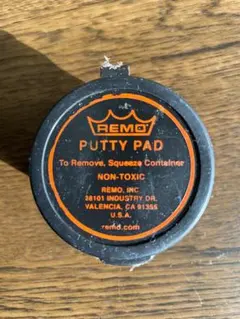 REMO
PUTTY PAD
To Remove, Squeeze Container
NON-TOXIC
REMO, INC
28101 INDUSTRY DR.
VALENCIA, CA 91355
U.S.A.
remo.com